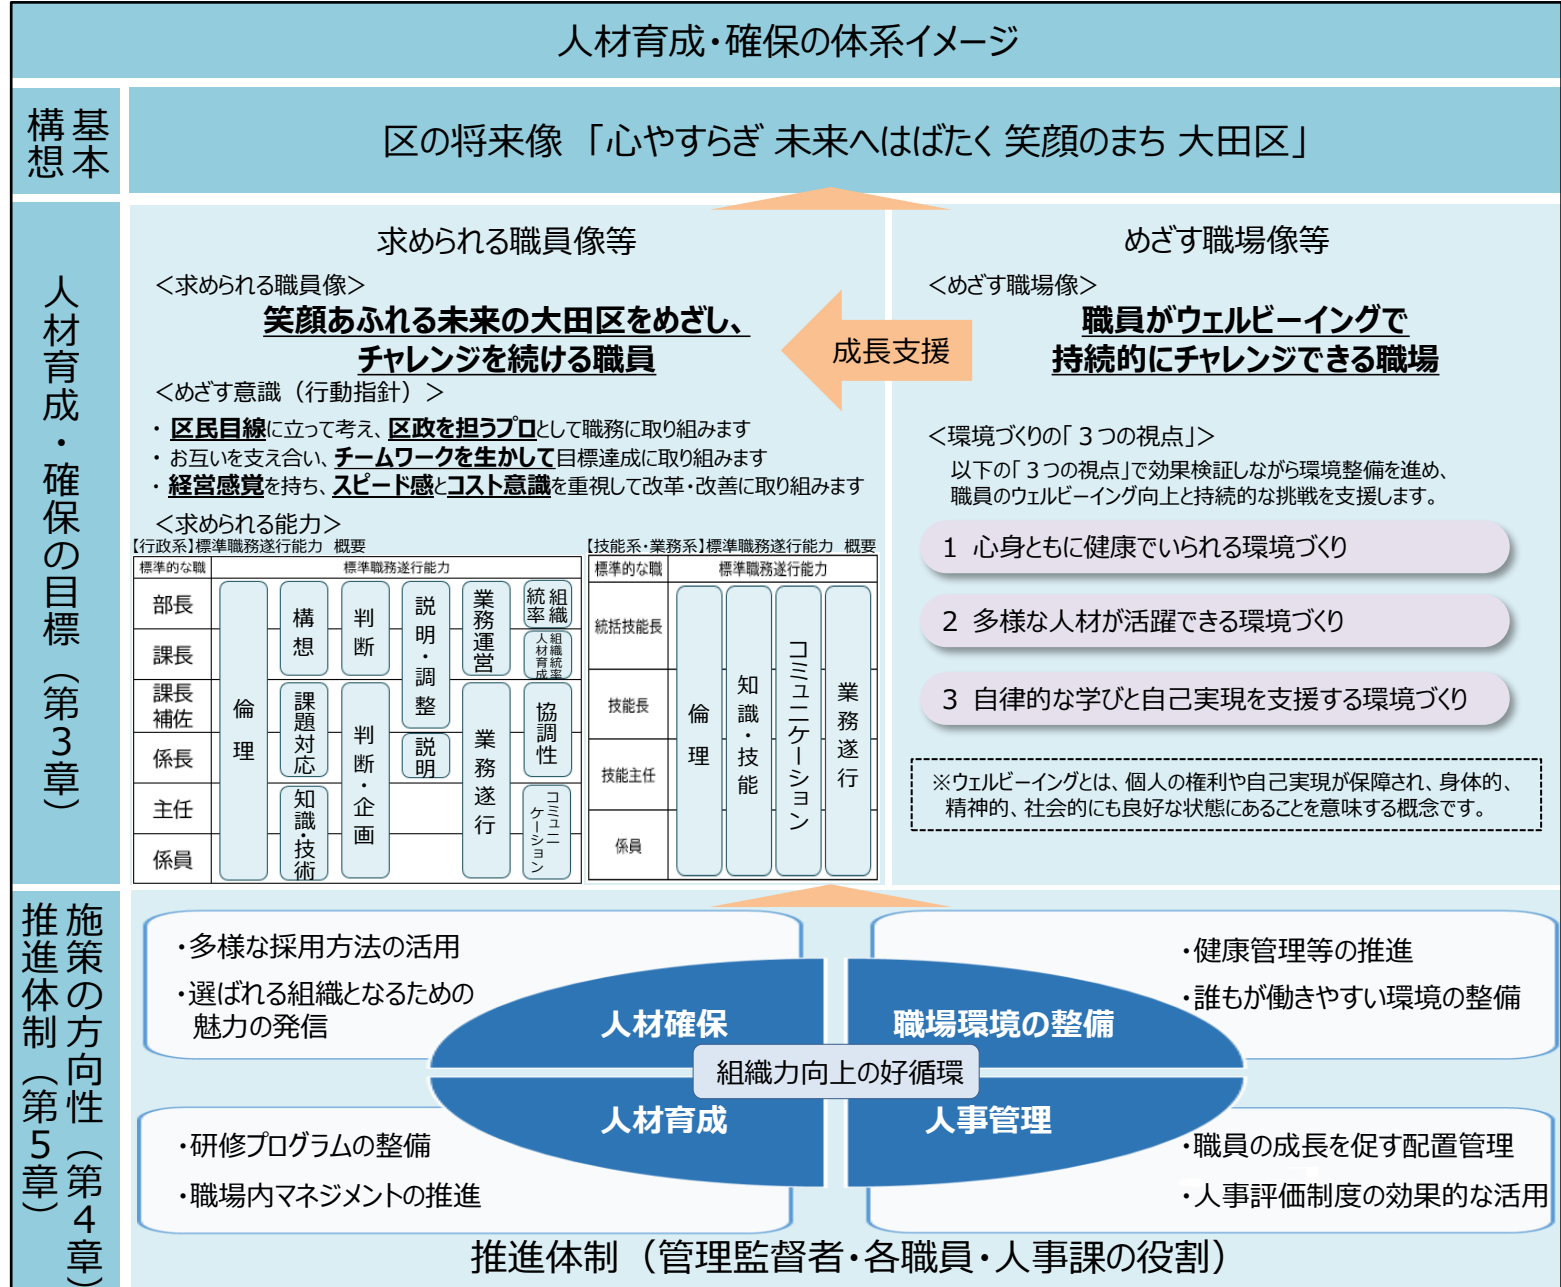 人材育成・確保の体系イメージ
基本
構想
区の将来像 「心やすらぎ 未来へはばたく 笑顔のまち 大田区」
人材育成・確保の目標（第３章）
求められる職員像等
＜求められる職員像＞
笑顔あふれる未来の大田区をめざし、
チャレンジを続ける職員
＜めざす意識（行動指針）＞
・ 区民目線に立って考え、区政を担うプロとして職務に取り組みます
・ お互いを支え合い、チームワークを生かして目標達成に取り組みます
・ 経営感覚を持ち、スピード感とコスト意識を重視して改革・改善に取り組みます
＜求められる能力＞
【行政系】標準職務遂行能力 概要
標準的な職
標準職務遂行能力
部長
課長
課長
補佐
係長
主任
係員
倫理
構想
課題対応
知識・技術
判断
判断・企画
説明・調整
説明
業務運営
業務遂行
組織
統率
組織統率
人材育成
協調性
コミュニ
ケーション
【技能系・業務系】標準職務遂行能力 概要
標準的な職
標準職務遂行能力
統括技能長
技能長
技能主任
係員
倫理
知識・技能
コミュニケーション
業務遂行
成長支援
めざす職場像等
＜めざす職場像＞
職員がウェルビーイングで
持続的にチャレンジできる職場
＜環境づくりの「３つの視点」＞
以下の「３つの視点」で効果検証しながら環境整備を進め、
職員のウェルビーイング向上と持続的な挑戦を支援します。
1 心身ともに健康でいられる環境づくり
2 多様な人材が活躍できる環境づくり
3 自律的な学びと自己実現を支援する環境づくり
※ウェルビーイングとは、個人の権利や自己実現が保障され、身体的、
精神的、社会的にも良好な状態にあることを意味する概念です。
施策の方向性（第４章）
推進体制（第５章）
・多様な採用方法の活用
・選ばれる組織となるための
魅力の発信
・健康管理等の推進
・誰もが働きやすい環境の整備
人材確保
職場環境の整備
組織力向上の好循環
人材育成
人事管理
・研修プログラムの整備
・職場内マネジメントの推進
・職員の成長を促す配置管理
・人事評価制度の効果的な活用
推進体制（管理監督者・各職員・人事課の役割）